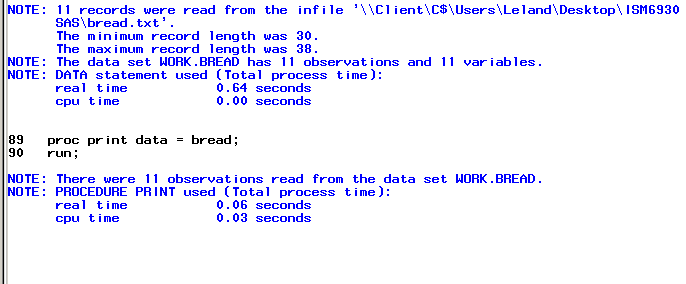 NOTE: 11 records were read from the infile '\\Client\C$\Users\Leland\Desktop\ISM6930
SAS\bread.txt'.
The minimum record length was 30.
The maximum record length was 38.
NOTE: The data set WORK.BREAD has 11 observations and 11 variables.
NOTE: DATA statement used (Total process time):
real time 0.64 seconds
cpu time 0.00 seconds
89 proc print data = bread;
90 run;
NOTE: There were 11 observations read from the data set WORK.BREAD.
NOTE: PROCEDURE PRINT used (Total process time):
real time 0.06 seconds
cpu time 0.03 seconds